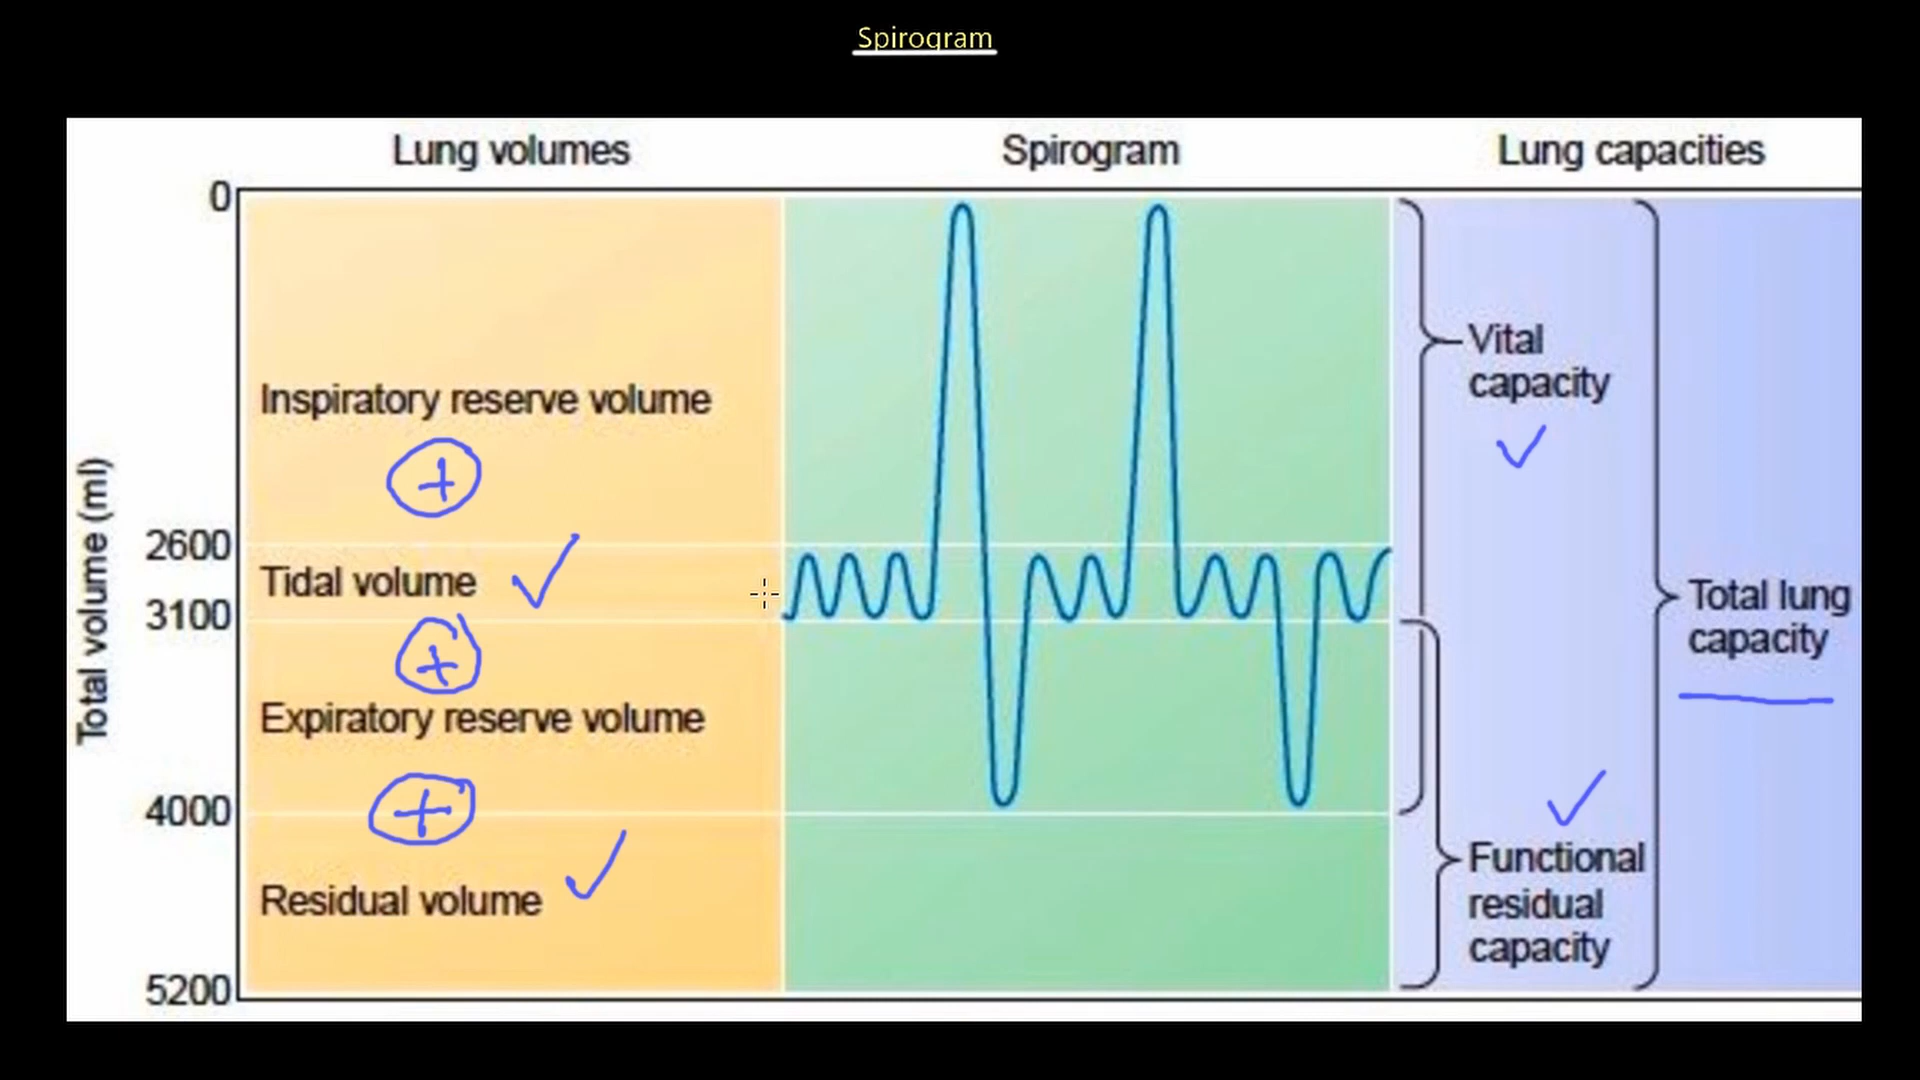 Spirogram
Lung volumes
Spirogram
Lung capacities
0
Vital
capacity
Inspiratory reserve volume
+
2600
Tidal volume
3100
+
Total lung
capacity
Expiratory reserve volume
Total volume (ml)
4000
+
Functional
residual
capacity
Residual volume
5200